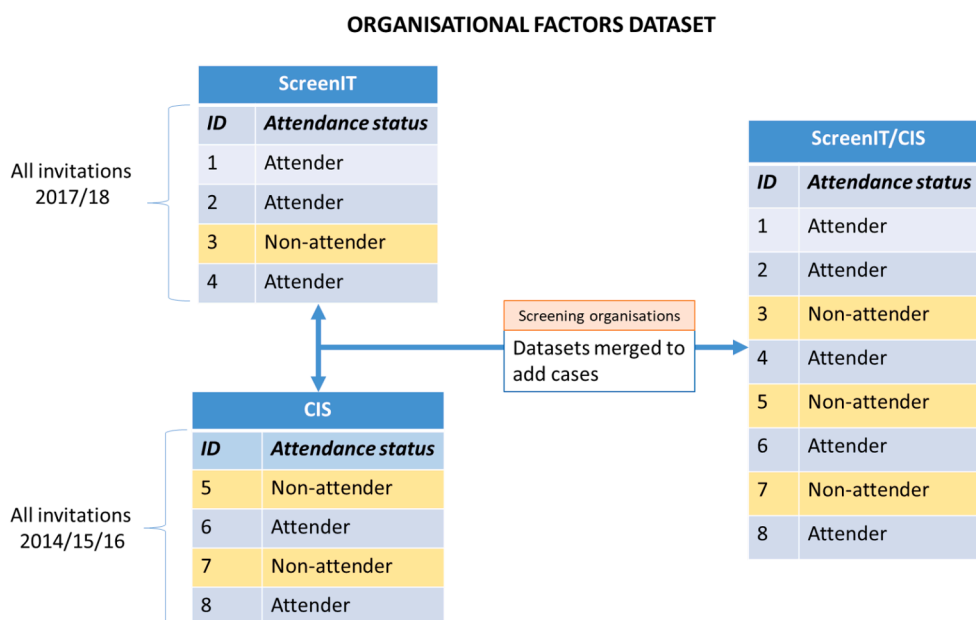 ORGANISATIONAL FACTORS DATASET
ScreenIT
ID Attendance status
1 Attender
2 Attender
3 Non-attender
4 Attender
All invitations
2017/18
Screening organisations
Datasets merged to
add cases
CIS
ID Attendance status
5 Non-attender
6 Attender
7 Non-attender
8 Attender
All invitations
2014/15/16
ScreenIT/CIS
ID Attendance status
1 Attender
2 Attender
3 Non-attender
4 Attender
5 Non-attender
6 Attender
7 Non-attender
8 Attender